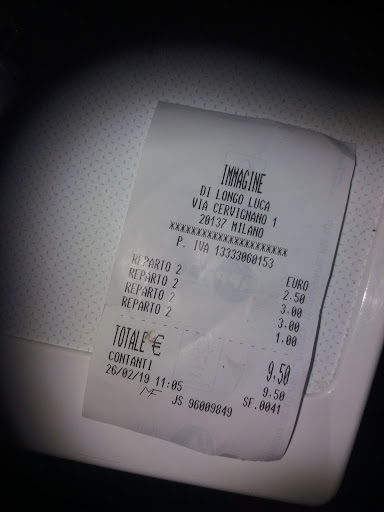 IMMAGINE
DI LONGO LUCA
VIA CERVIGNANO 1
20137 MILANO
xxxxxxxxxxxxxxxxxxxxxx
P. IVA 13333060153
EURO
REPARTO 2 2.50
REPARTO 2 3.00
REPARTO 2 3.00
REPARTO 2 1.00
TOTALE € 9,50
CONTANTI 9.50
26/02/19 11:05 SF.0041
MF JS 96009849